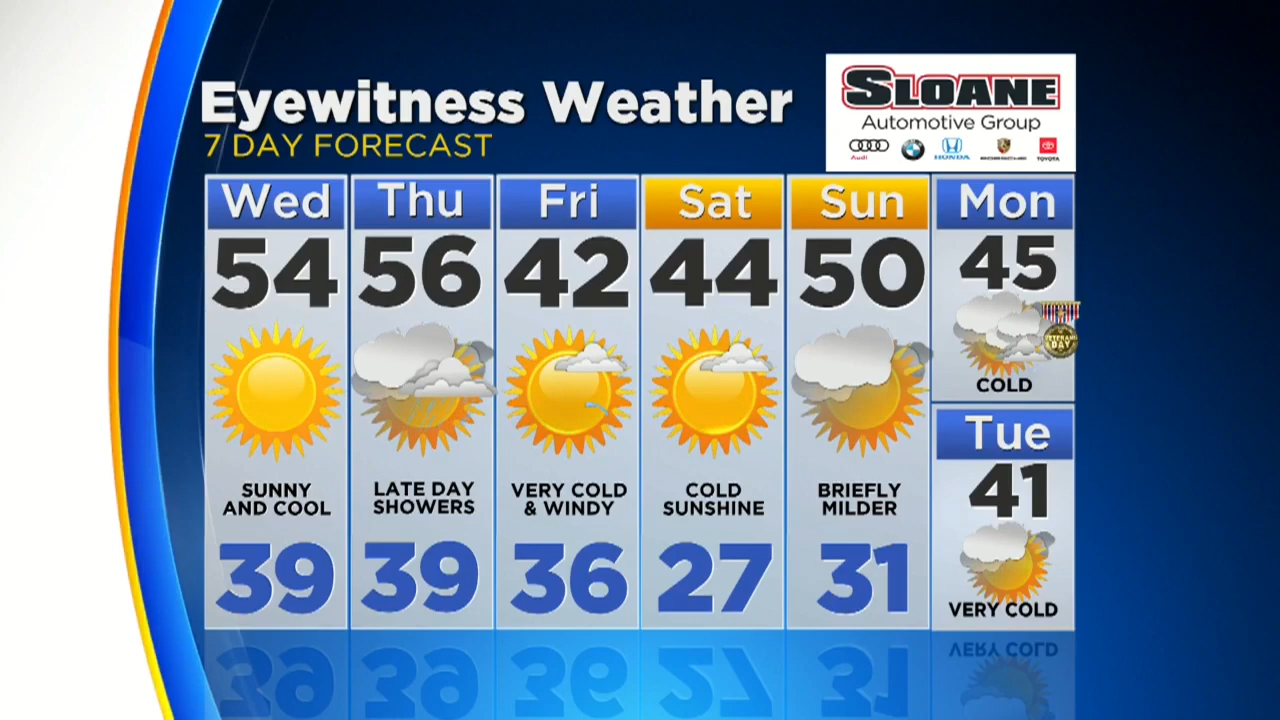 Eyewitness Weather
7 DAY FORECAST
SLOANE
Automotive Group
Audi
HONDA
TOYOTA
Wed
54
SUNNY
AND COOL
39
Thu
56
LATE DAY
SHOWERS
39
Fri
42
VERY COLD
& WINDY
36
Sat
44
COLD
SUNSHINE
27
Sun
50
BRIEFLY
MILDER
31
Mon
45
VETERANS
DAY
COLD
Tue
41
VERY COLD